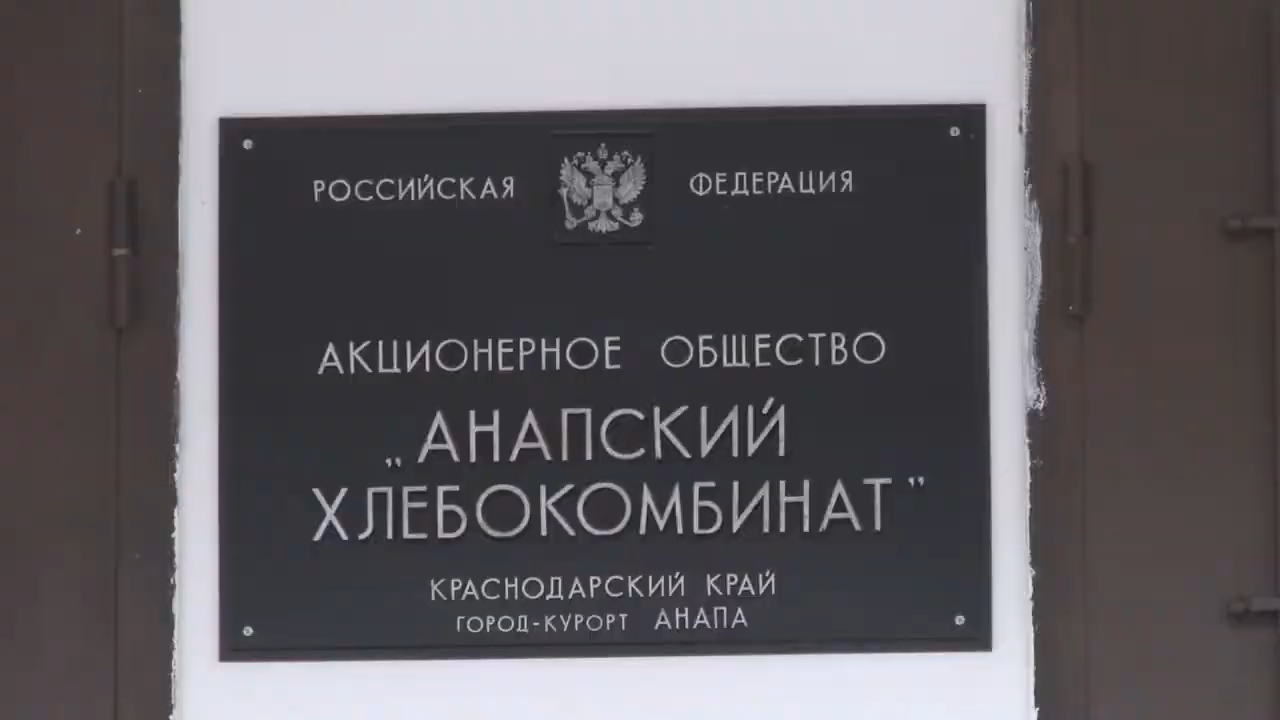 РОССИЙСКАЯ ФЕДЕРАЦИЯ
АКЦИОНЕРНОЕ ОБЩЕСТВО
„АНАПСКИЙ
ХЛЕБОКОМБИНАТ"
КРАСНОДАРСКИЙ КРАЙ
ГОРОД-КУРОРТ АНАПА